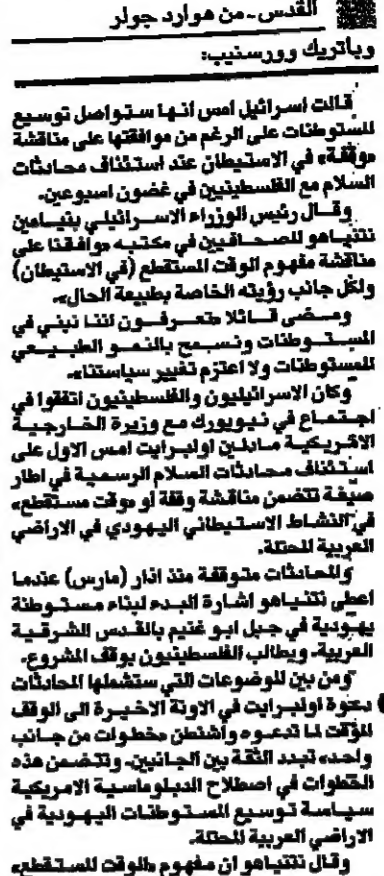 القدس ـ من هوارد جولر
وباتريك وورسنيب:
قالت اسرائيل امس انها ستواصل توسيع
المستوطنات على الرغم من موافقتها على مناقشة
«وقفة» في الاستيطان عند استئناف محادثات
السلام مع الفلسطينيين في غضون اسبوعين.
وقال رئيس الوزراء الاسرائيلي بنيامين
نتنياهو للصحافيين في مكتبه «وافقنا على
مناقشة مفهوم الوقت المستقطع (في الاستيطان)
ولكل جانب رؤيته الخاصة بطبيعة الحال».
ومضى قائلا «تعرفون اننا نبني في
المستوطنات ونسمح بالنمو الطبيعي
للمستوطنات ولا اعتزم تغيير سياستنا».
وكان الاسرائيليون والفلسطينيون اتفقوا في
اجتماع في نيويورك مع وزيرة الخارجية
الامريكية مادلين اولبرايت امس الاول على
استئناف محادثات السلام الرسمية في اطار
صيغة تتضمن مناقشة وقفة أو «وقت مستقطع»
في النشاط الاستيطاني اليهودي في الاراضي
العربية المحتلة.
والمحادثات متوقفة منذ اذار (مارس) عندما
اعطى نتنياهو اشارة البدء لبناء مستوطنة
يهودية في جبل ابو غنيم بالقدس الشرقية
العربية. ويطالب الفلسطينيون بوقف المشروع.
ومن بين الموضوعات التي ستشملها المحادثات
دعوة اولبرايت في الاونة الاخيرة الى الوقف
المؤقت لما تدعوه واشنطن «خطوات من جانب
واحد» تبدد الثقة بين الجانبين. وتتضمن هذه
الخطوات في اصطلاح الدبلوماسية الامريكية
سياسة توسيع المستوطنات اليهودية في
الاراضي العربية المحتلة.
وقال نتنياهو ان مفهوم «الوقت المستقطع»